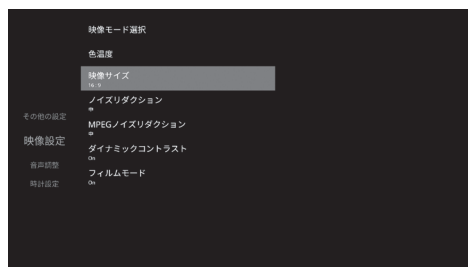 映像モード選択
色温度
映像サイズ
16:9
ノイズリダクション
中
MPEGノイズリダクション
中
ダイナミックコントラスト
On
フィルムモード
On
その他の設定
映像設定
音声調整
時計設定